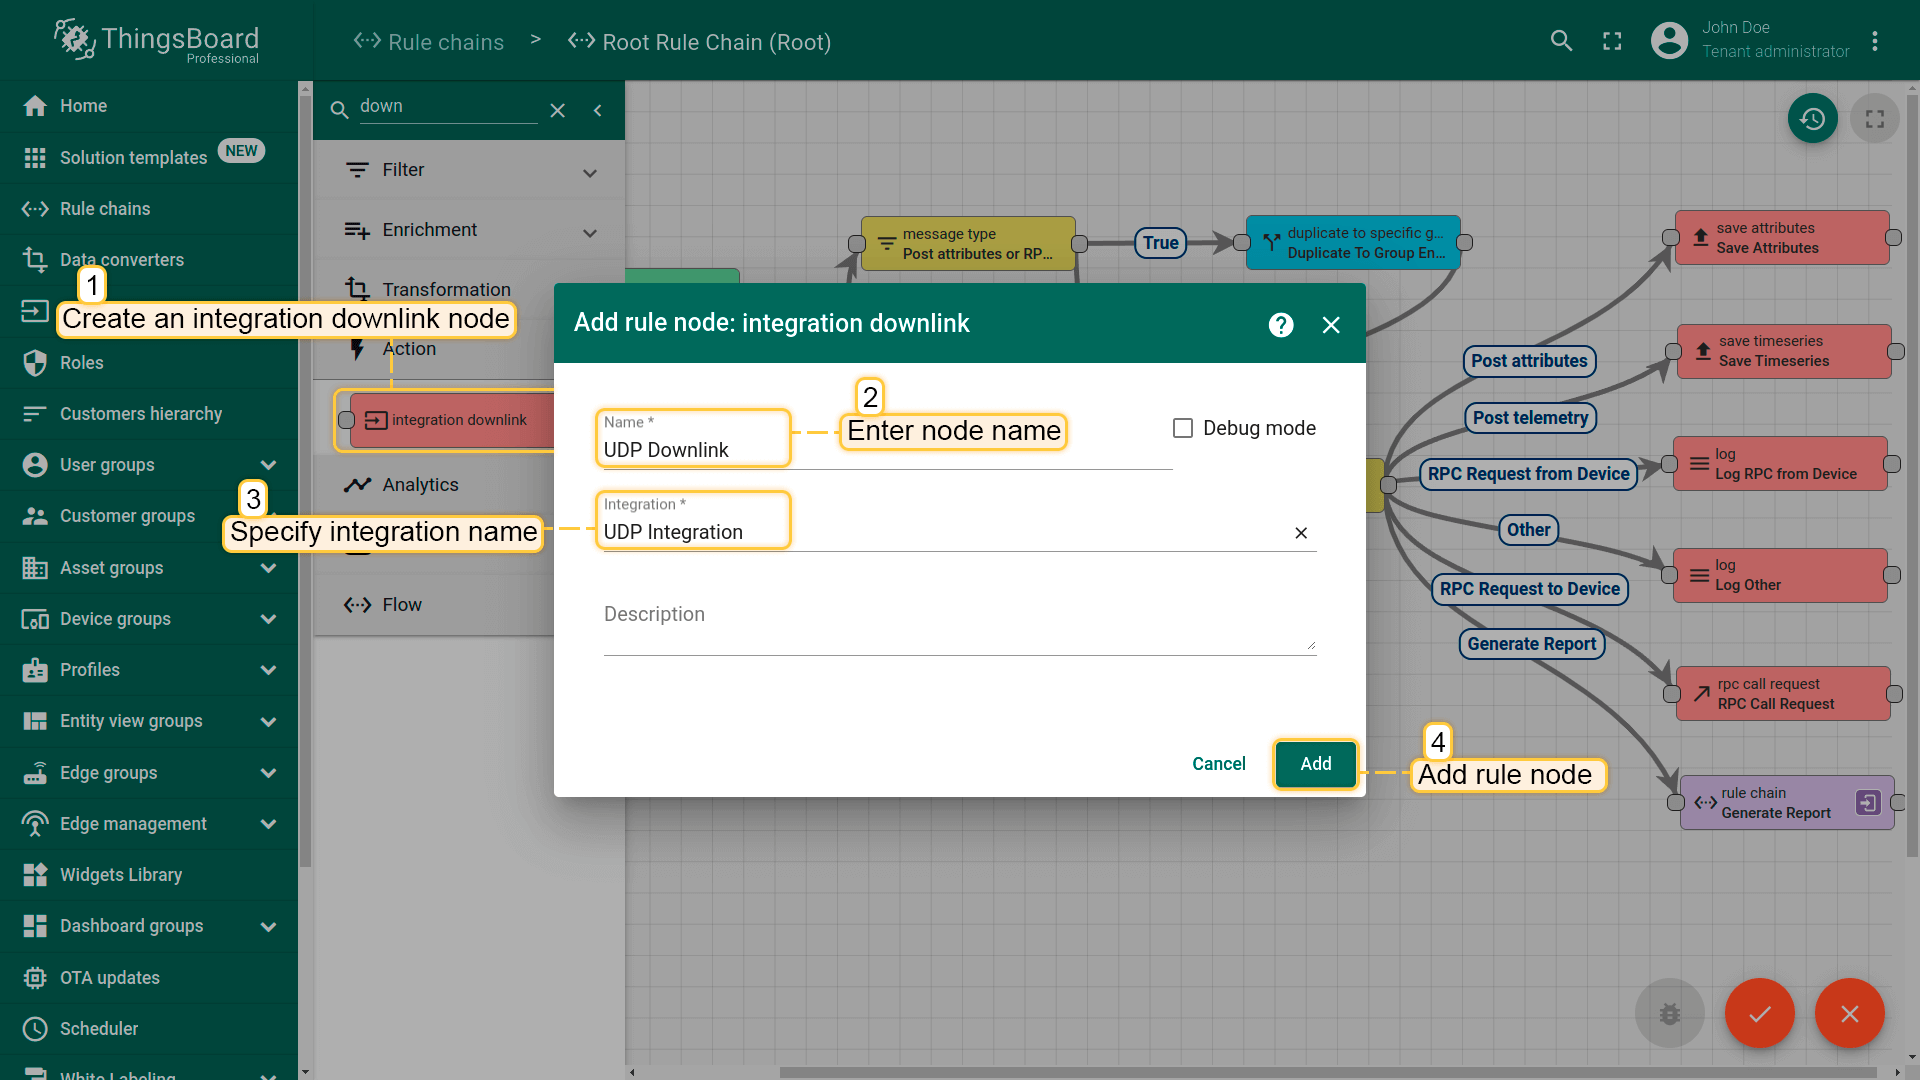 ThingsBoard
Professional
Rule chains > Root Rule Chain (Root)
John Doe
Tenant administrator
Home
Solution templates NEW
Rule chains
Data converters
Roles
Customers hierarchy
User groups
Customer groups
Asset groups
Device groups
Profiles
Entity view groups
Edge groups
Edge management
Widgets Library
Dashboard groups
OTA updates
Scheduler
White Labeling
down
Filter
Enrichment
Transformation
Action
integration downlink
Analytics
Flow
1
Create an integration downlink node
2
Enter node name
3
Specify integration name
4
Add rule node
Add rule node: integration downlink
Name *
UDP Downlink
Debug mode
Integration *
UDP Integration
Description
Cancel
Add
message type
Post attributes or RP...
True
duplicate to specific g...
Duplicate To Group En...
save attributes
Save Attributes
Post attributes
save timeseries
Save Timeseries
Post telemetry
log
Log RPC from Device
RPC Request from Device
Other
log
Log Other
RPC Request to Device
Generate Report
rpc call request
RPC Call Request
rule chain
Generate Report